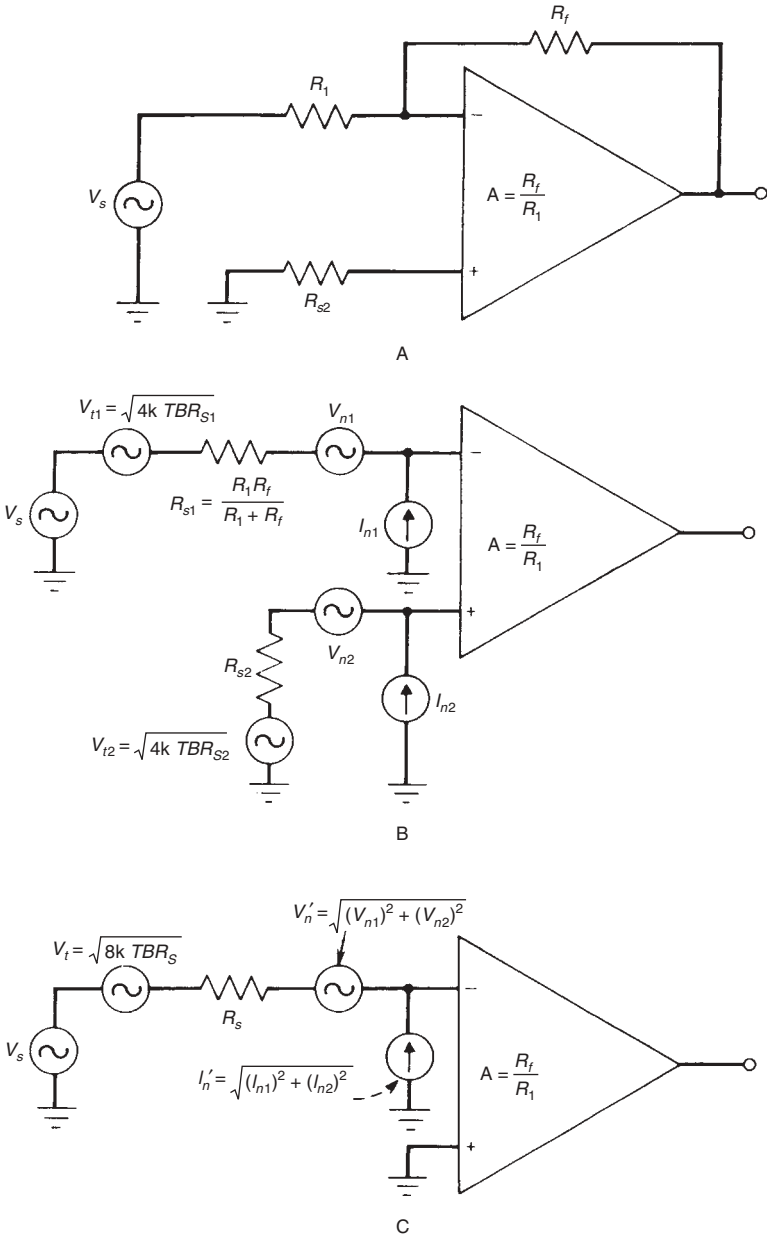 R_f
R_1
−
V_s
A = R_f / R_1
+
R_s2
A
V_t1 = √4k TBR_S1
V_n1
−
R_s1 = R_1 R_f / R_1 + R_f
V_s
I_n1
A = R_f / R_1
+
V_n2
R_s2
I_n2
V_t2 = √4k TBR_S2
B
V_n′ = √(V_n1)² + (V_n2)²
V_t = √8k TBR_S
−
R_s
V_s
I_n′ = √(I_n1)² + (I_n2)²
A = R_f / R_1
+
C